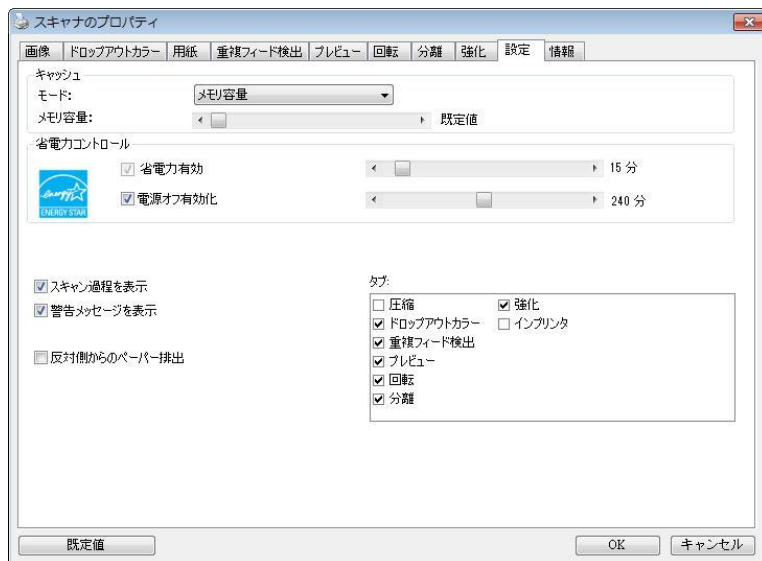 スキャナのプロパティ
画像 ドロップアウトカラー 用紙 重複フィード検出 プレビュー 回転 分離 強化 設定 情報
キャッシュ
モード: メモリ容量
メモリ容量: 既定値
省電力コントロール
省電力有効 15 分
電源オフ有効化 240 分
energy
ENERGY STAR
スキャン過程を表示
警告メッセージを表示
反対側からのペーパー排出
タブ:
圧縮 強化
ドロップアウトカラー インプリンタ
重複フィード検出
プレビュー
回転
分離
既定値 OK キャンセル